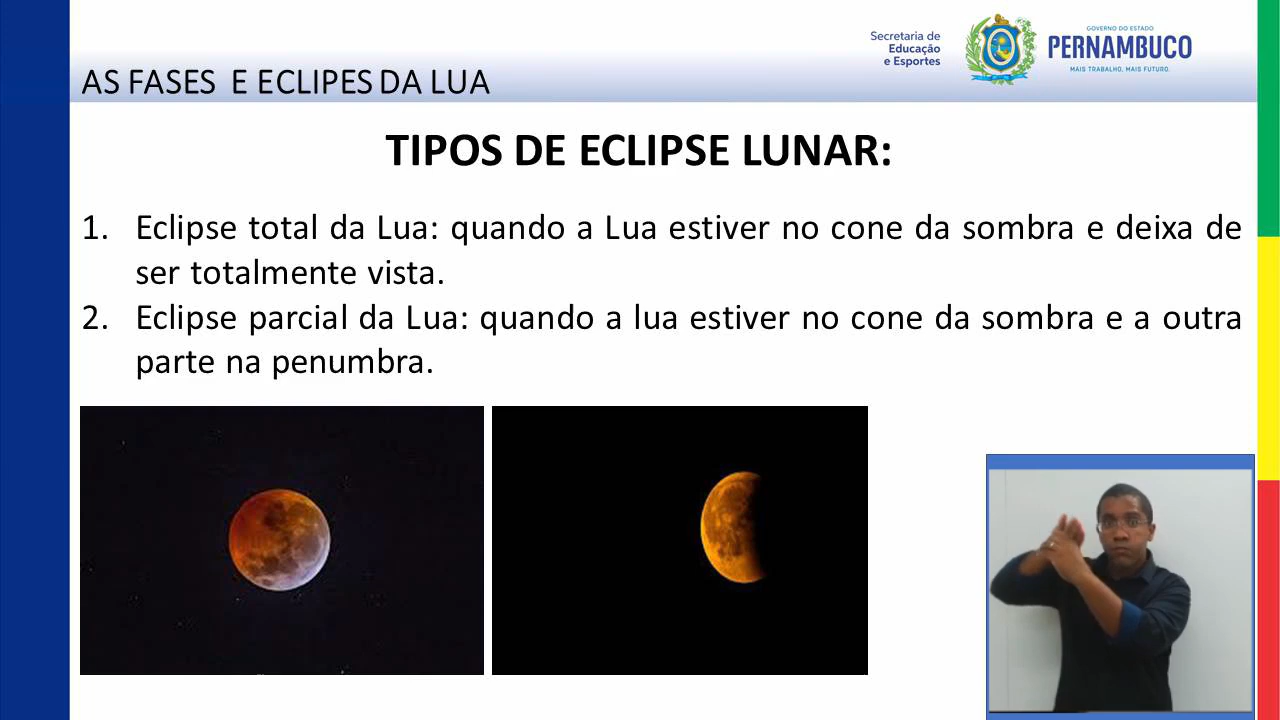 Secretaria de
Educação
e Esportes
GOVERNO DO ESTADO
PERNAMBUCO
MAIS TRABALHO, MAIS FUTURO.
AS FASES E ECLIPES DA LUA
TIPOS DE ECLIPSE LUNAR:
1. Eclipse total da Lua: quando a Lua estiver no cone da sombra e deixa de
ser totalmente vista.
2. Eclipse parcial da Lua: quando a lua estiver no cone da sombra e a outra
parte na penumbra.